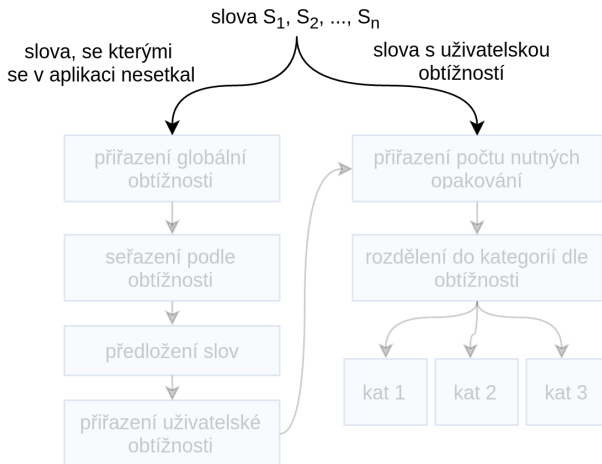 slova S1, S2, ..., Sn
slova, se kterými
se v aplikaci nesetkal
slova s uživatelskou
obtížností
přiřazení globální
obtížnosti
seřazení podle
obtížnosti
předložení slov
přiřazení uživatelské
obtížnosti
přiřazení počtu nutných
opakování
rozdělení do kategorií dle
obtížnosti
kat 1
kat 2
kat 3